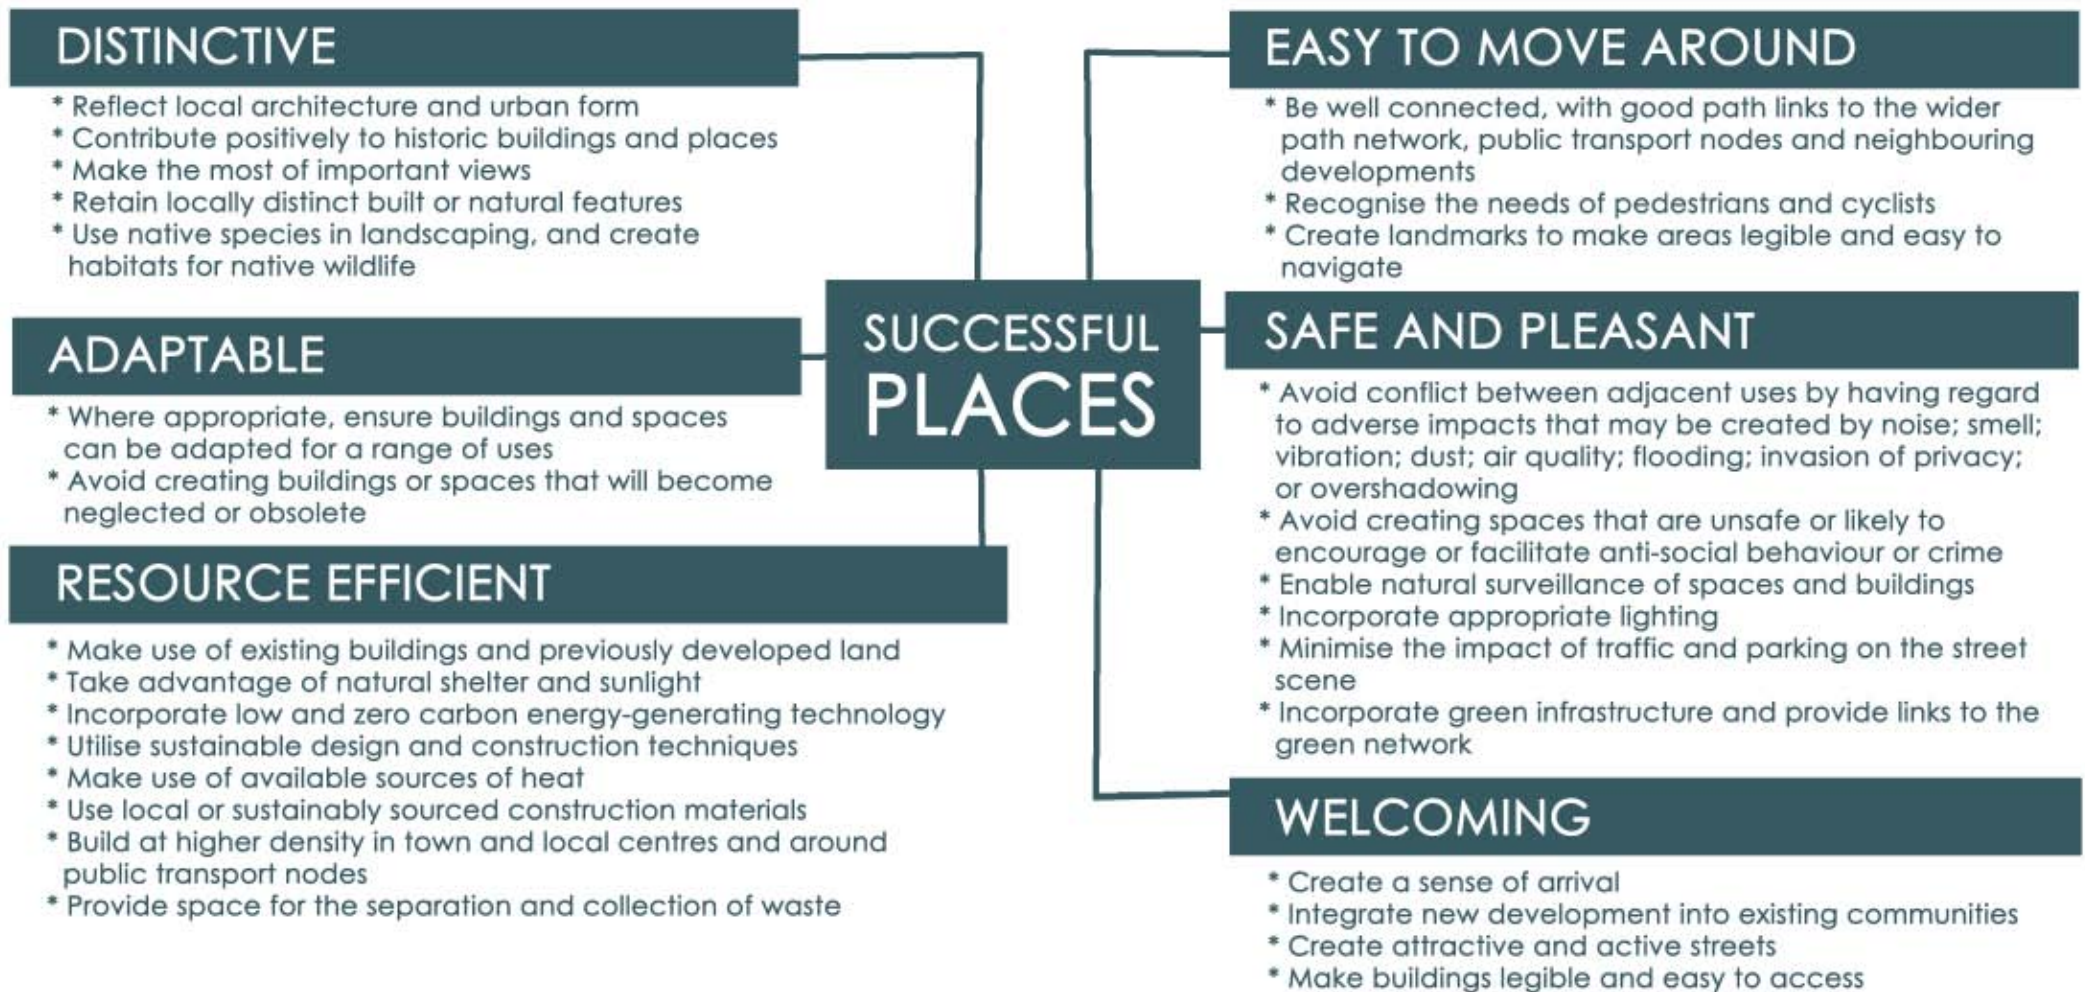 DISTINCTIVE
* Reflect local architecture and urban form
* Contribute positively to historic buildings and places
* Make the most of important views
* Retain locally distinct built or natural features
* Use native species in landscaping, and create
habitats for native wildlife
ADAPTABLE
* Where appropriate, ensure buildings and spaces
can be adapted for a range of uses
* Avoid creating buildings or spaces that will become
neglected or obsolete
RESOURCE EFFICIENT
* Make use of existing buildings and previously developed land
* Take advantage of natural shelter and sunlight
* Incorporate low and zero carbon energy-generating technology
* Utilise sustainable design and construction techniques
* Make use of available sources of heat
* Use local or sustainably sourced construction materials
* Build at higher density in town and local centres and around
public transport nodes
* Provide space for the separation and collection of waste
SUCCESSFUL
PLACES
EASY TO MOVE AROUND
* Be well connected, with good path links to the wider
path network, public transport nodes and neighbouring
developments
* Recognise the needs of pedestrians and cyclists
* Create landmarks to make areas legible and easy to
navigate
SAFE AND PLEASANT
* Avoid conflict between adjacent uses by having regard
to adverse impacts that may be created by noise; smell;
vibration; dust; air quality; flooding; invasion of privacy;
or overshadowing
* Avoid creating spaces that are unsafe or likely to
encourage or facilitate anti-social behaviour or crime
* Enable natural surveillance of spaces and buildings
* Incorporate appropriate lighting
* Minimise the impact of traffic and parking on the street
scene
* Incorporate green infrastructure and provide links to the
green network
WELCOMING
* Create a sense of arrival
* Integrate new development into existing communities
* Create attractive and active streets
* Make buildings legible and easy to access